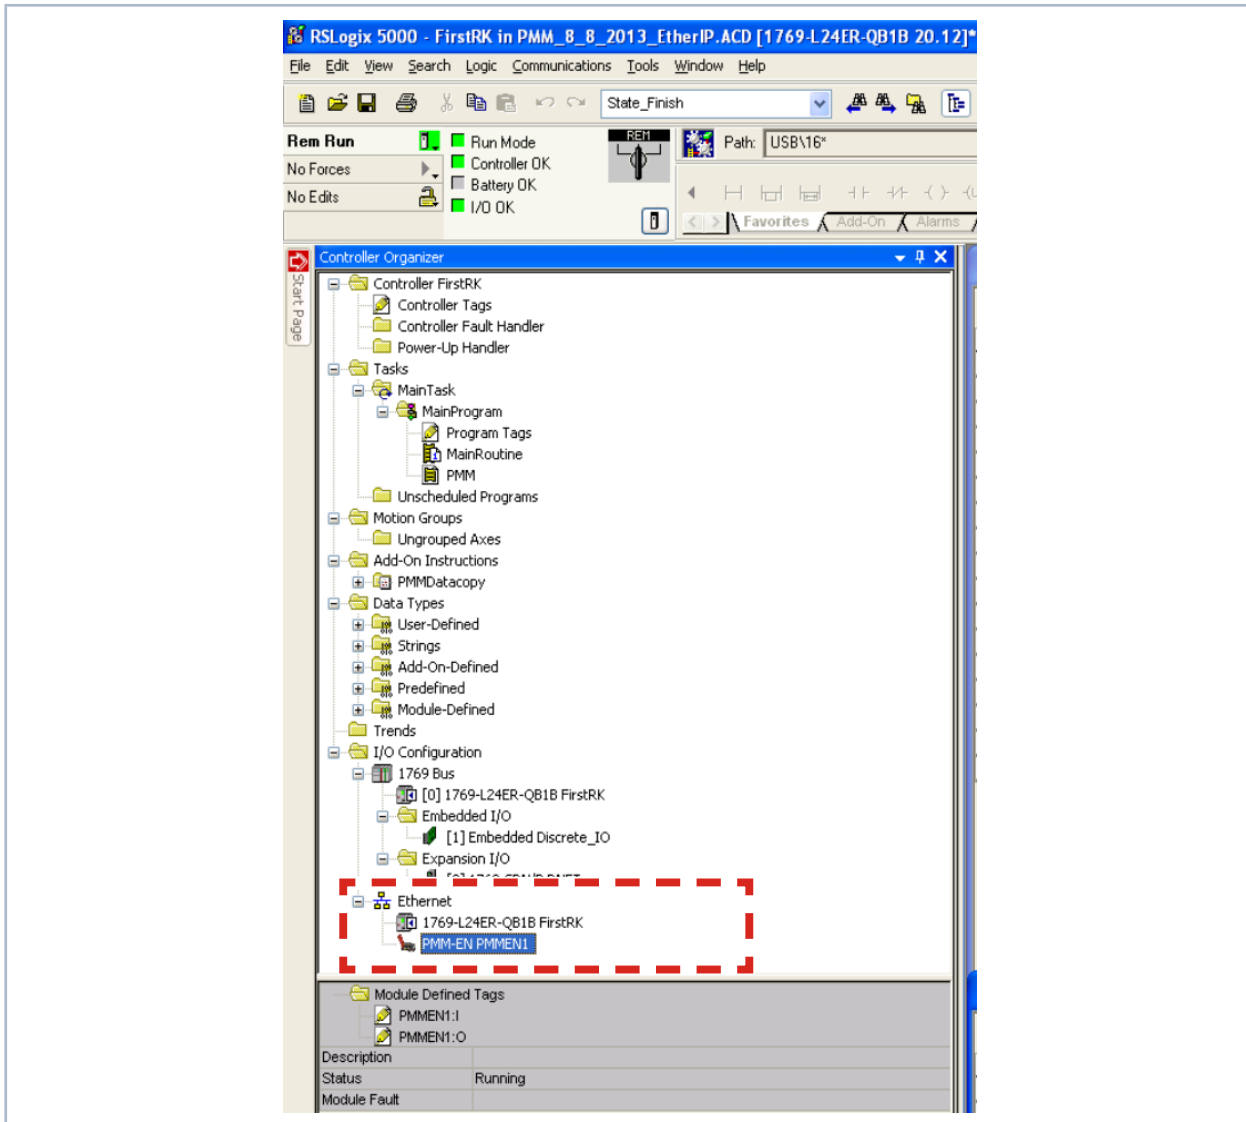 RSLogix 5000 - FirstRK in PMM_8_8_2013_EtherIP.ACD [1769-L24ER-QB1B 20.12]*
File Edit View Search Logic Communications Tools Window Help
State_Finish
Rem Run
No Forces
No Edits
Run Mode
Controller OK
Battery OK
I/O OK
REM
Path: USB\16*
Favorites Add-On Alarms
Start Page
Controller Organizer
Controller FirstRK
Controller Tags
Controller Fault Handler
Power-Up Handler
Tasks
MainTask
MainProgram
Program Tags
MainRoutine
PMM
Unscheduled Programs
Motion Groups
Ungrouped Axes
Add-On Instructions
PMMDatacopy
Data Types
User-Defined
Strings
Add-On-Defined
Predefined
Module-Defined
Trends
I/O Configuration
1769 Bus
[0] 1769-L24ER-QB1B FirstRK
Embedded I/O
[1] Embedded Discrete_IO
Expansion I/O
Ethernet
1769-L24ER-QB1B FirstRK
PMM-EN PMMEN1
Module Defined Tags
PMMEN1:I
PMMEN1:O
Description
Status Running
Module Fault